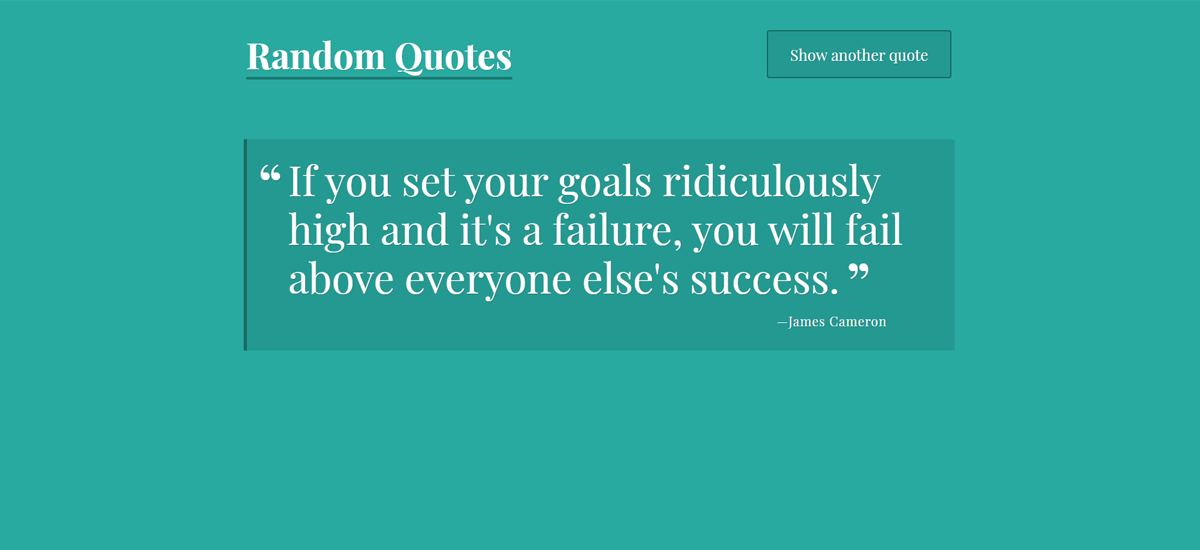 Random Quotes
Show another quote
“ If you set your goals ridiculously
high and it's a failure, you will fail
above everyone else's success. ”
—James Cameron